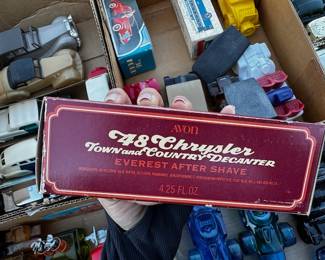 AVON
'48 Chrysler
Town and Country Decanter
EVEREST AFTER SHAVE
4.25 FL. OZ.